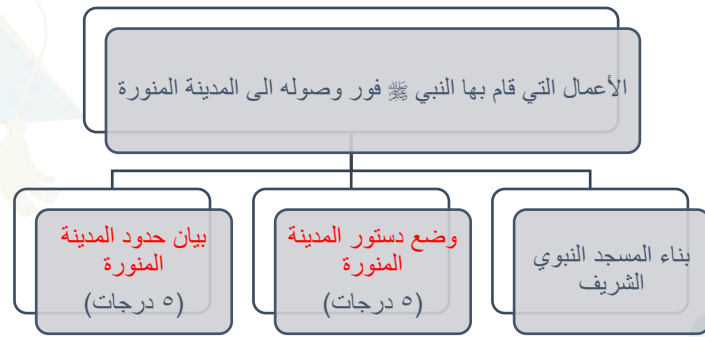 الأعمال التي قام بها النبي ﷺ فور وصوله الى المدينة المنورة
بناء المسجد النبوي
الشريف
وضع دستور المدينة
المنورة
(٥ درجات)
بيان حدود المدينة
المنورة
(٥ درجات)